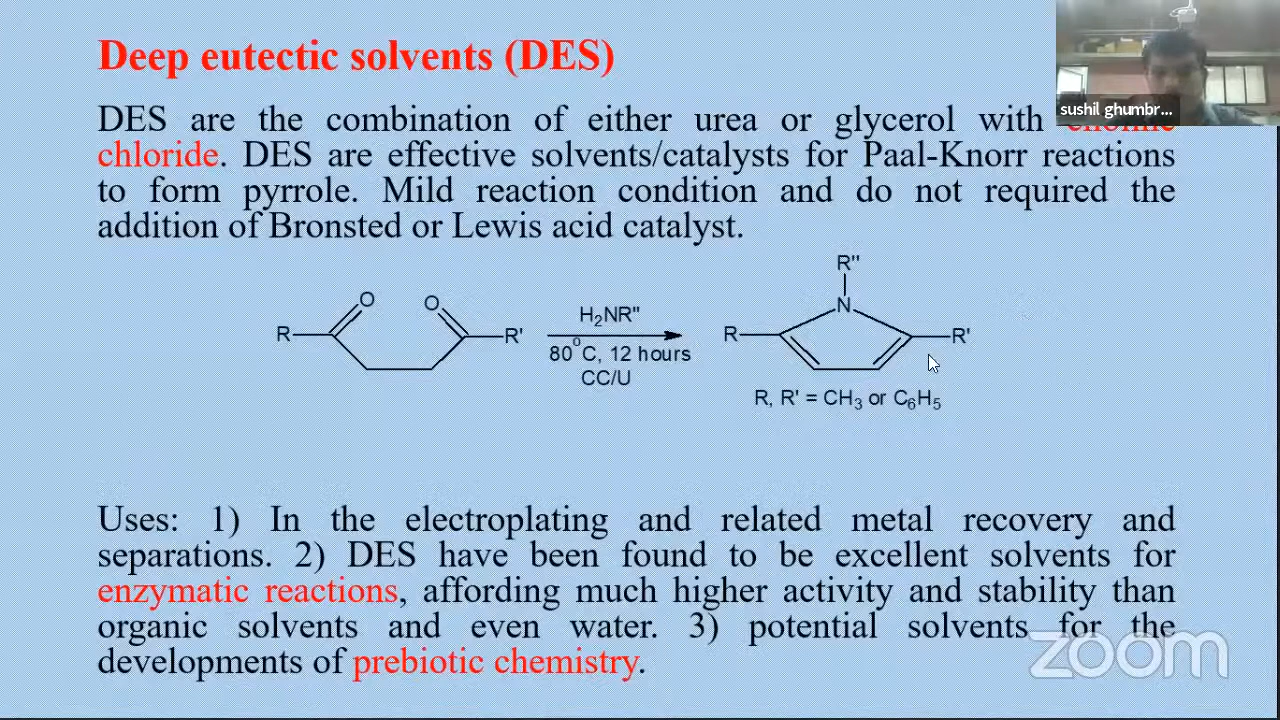 Deep eutectic solvents (DES)
sushil ghumbr...
DES are the combination of either urea or glycerol with
chloride. DES are effective solvents/catalysts for Paal-Knorr reactions
to form pyrrole. Mild reaction condition and do not required the
addition of Bronsted or Lewis acid catalyst.
R O O R'
H₂NR"
80°C, 12 hours
CC/U
R" N R R'
R, R' = CH₃ or C₆H₅
Uses: 1) In the electroplating and related metal recovery and
separations. 2) DES have been found to be excellent solvents for
enzymatic reactions, affording much higher activity and stability than
organic solvents and even water. 3) potential solvents for the
developments of prebiotic chemistry.
zoom